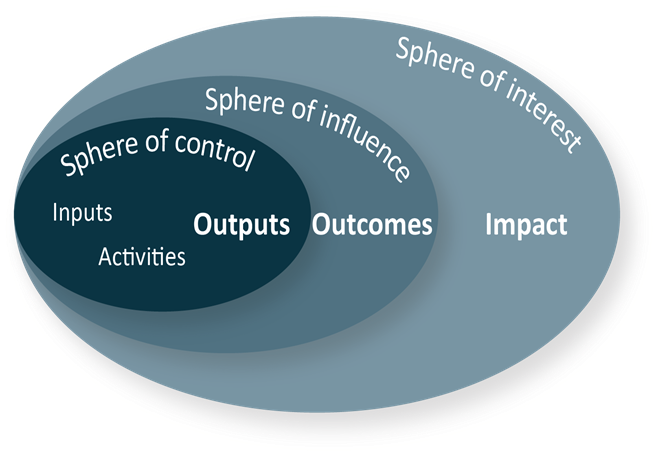 Sphere of interest
Sphere of influence
Sphere of control
Inputs
Activities
Outputs
Outcomes
Impact